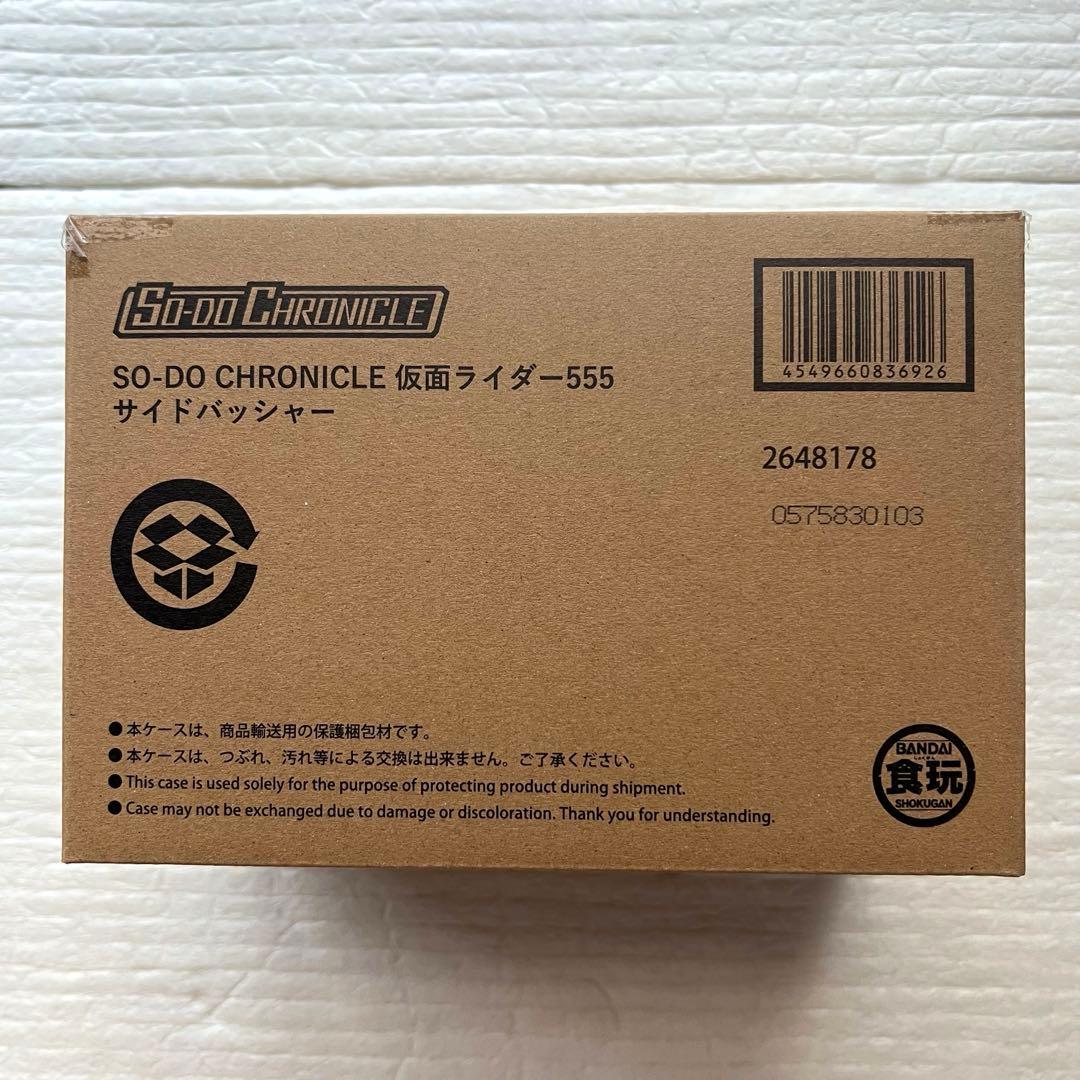 SO-DO CHRONICLE
SO-DO CHRONICLE 仮面ライダー555
サイドバッシャー
4549660836926
2648178
0575830103
●本ケースは、商品輸送用の保護梱包材です。
●本ケースは、つぶれ、汚れ等による交換は出来ません。ご了承ください。
●This case is used solely for the purpose of protecting product during shipment.
●Case may not be exchanged due to damage or discoloration. Thank you for understanding.
BANDAI
しょくがん
食玩
SHOKUGAN